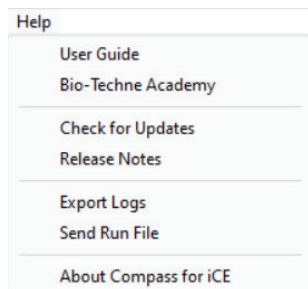 Help
User Guide
Bio-Techne Academy
Check for Updates
Release Notes
Export Logs
Send Run File
About Compass for iCE